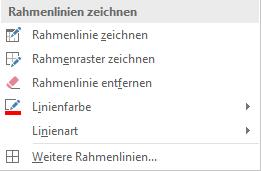 Rahmenlinien zeichnen
Rahmenlinie zeichnen
Rahmenraster zeichnen
Rahmenlinie entfernen
Linienfarbe
Linienart
Weitere Rahmenlinien...